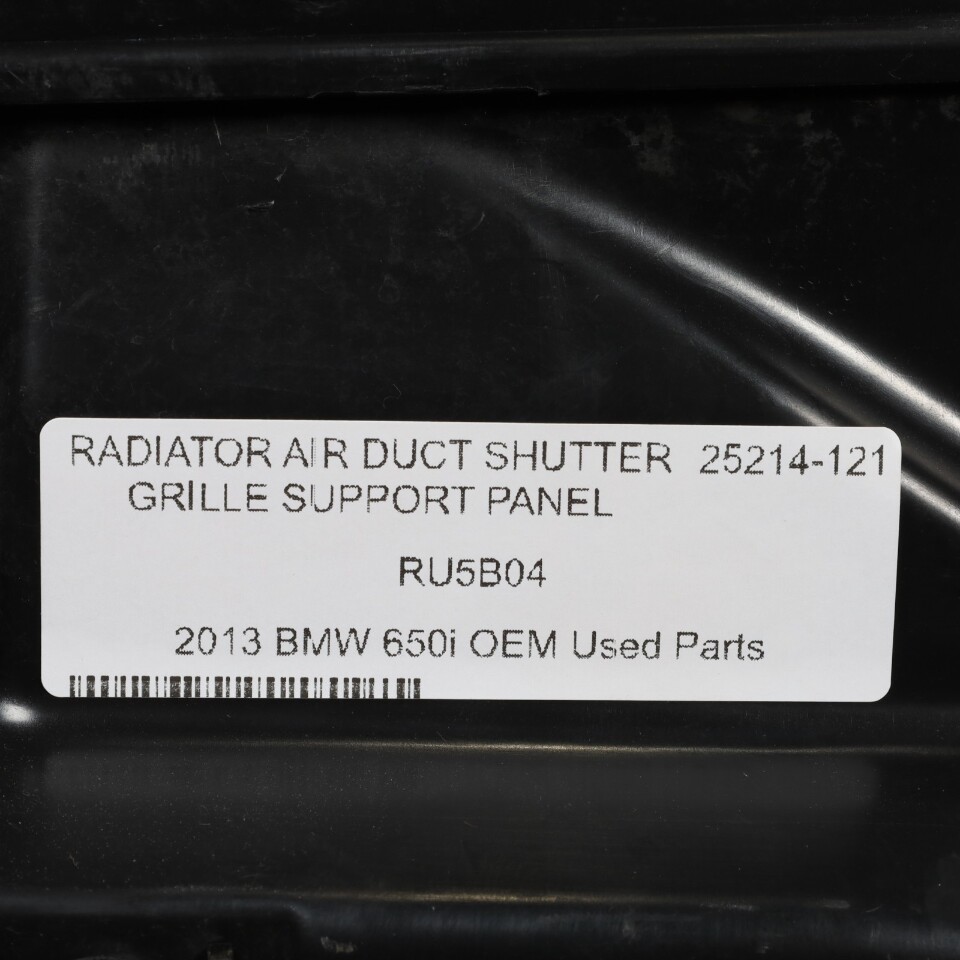 RADIATOR AIR DUCT SHUTTER 25214-121
GRILLE SUPPORT PANEL
RU5B04
2013 BMW 650i OEM Used Parts